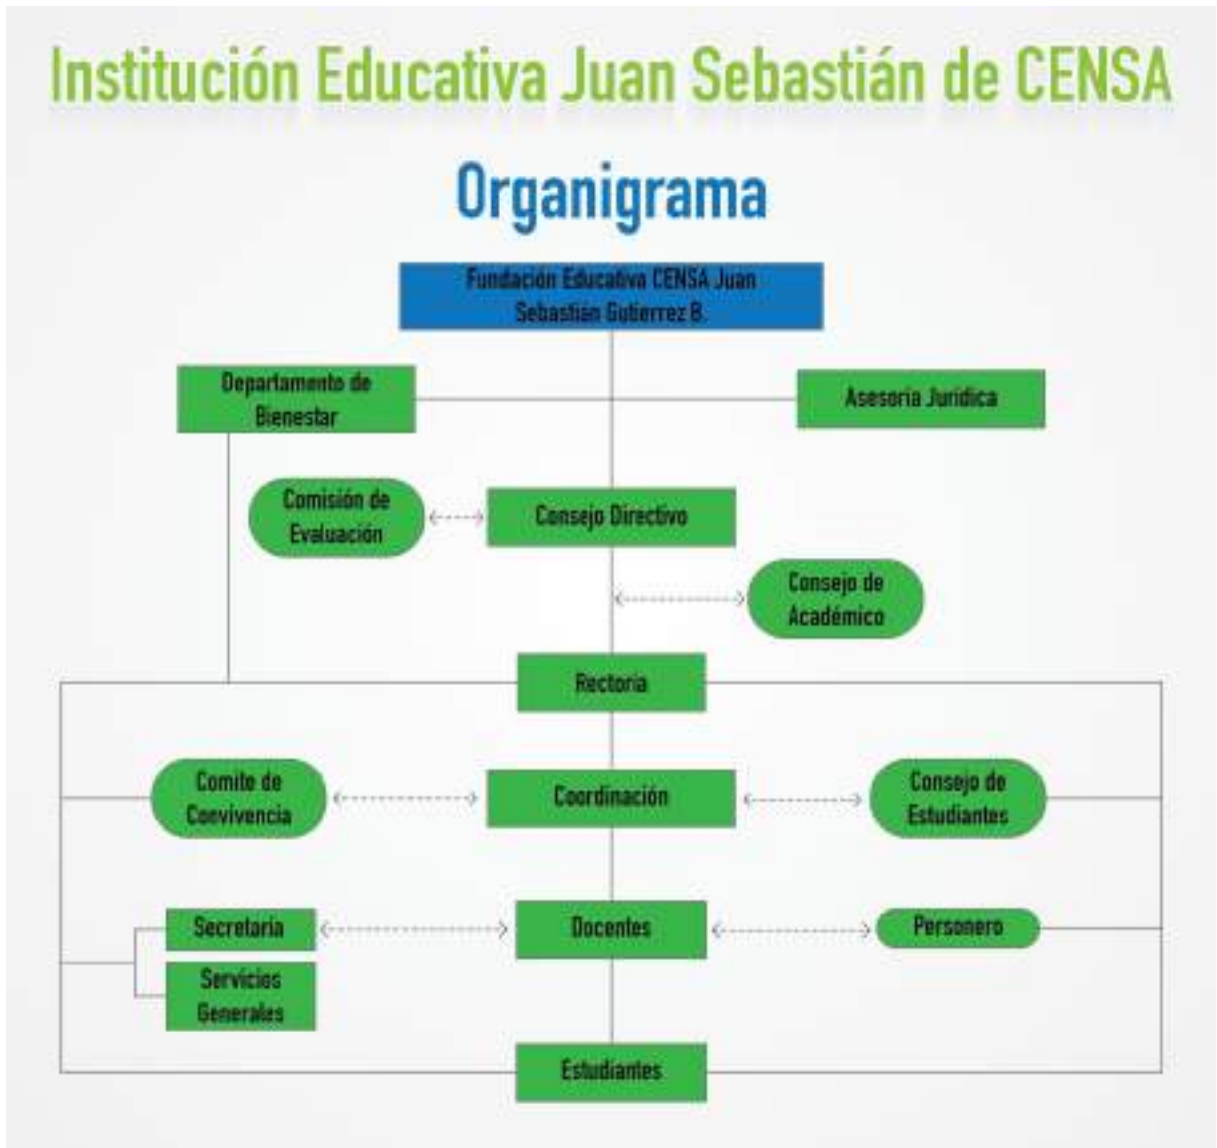 Institución Educativa Juan Sebastián de CENSA
Organigrama
Fundación Educativa CENSA Juan
Sebastián Gutierrez B.
Departamento de
Bienestar
Asesoria Jurídica
Comisión de
Evaluación
Consejo Directivo
Consejo de
Académico
Rectoria
Comite de
Convivencia
Coordinación
Consejo de
Estudiantes
Secretaría
Docentes
Personero
Servicios
Generales
Estudiantes